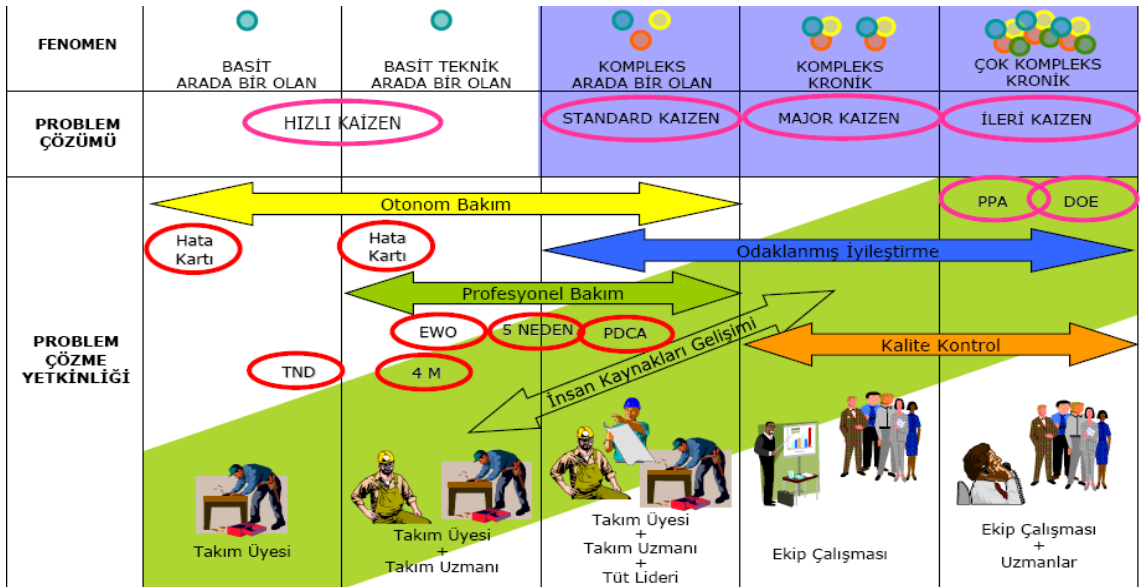 FENOMEN
BASİT
ARADA BİR OLAN
BASİT TEKNİK
ARADA BİR OLAN
KOMPLEKS
ARADA BİR OLAN
KOMPLEKS
KRONİK
ÇOK KOMPLEKS
KRONİK
PROBLEM
ÇÖZÜMÜ
HIZLI KAİZEN
STANDARD KAIZEN
MAJOR KAIZEN
İLERİ KAIZEN
PROBLEM
ÇÖZME
YETKİNLİĞİ
Otonom Bakım
PPA
DOE
Hata
Kartı
Hata
Kartı
Odaklanmış İyileştirme
Profesyonel Bakım
EWO
5 NEDEN
PDCA
İnsan Kaynakları Gelişimi
Kalite Kontrol
TND
4 M
Takım Üyesi
Takım Üyesi
+
Takım Uzmanı
Takım Üyesi
+
Takım Uzmanı
+
Tüt Lideri
Ekip Çalışması
Ekip Çalışması
+
Uzmanlar